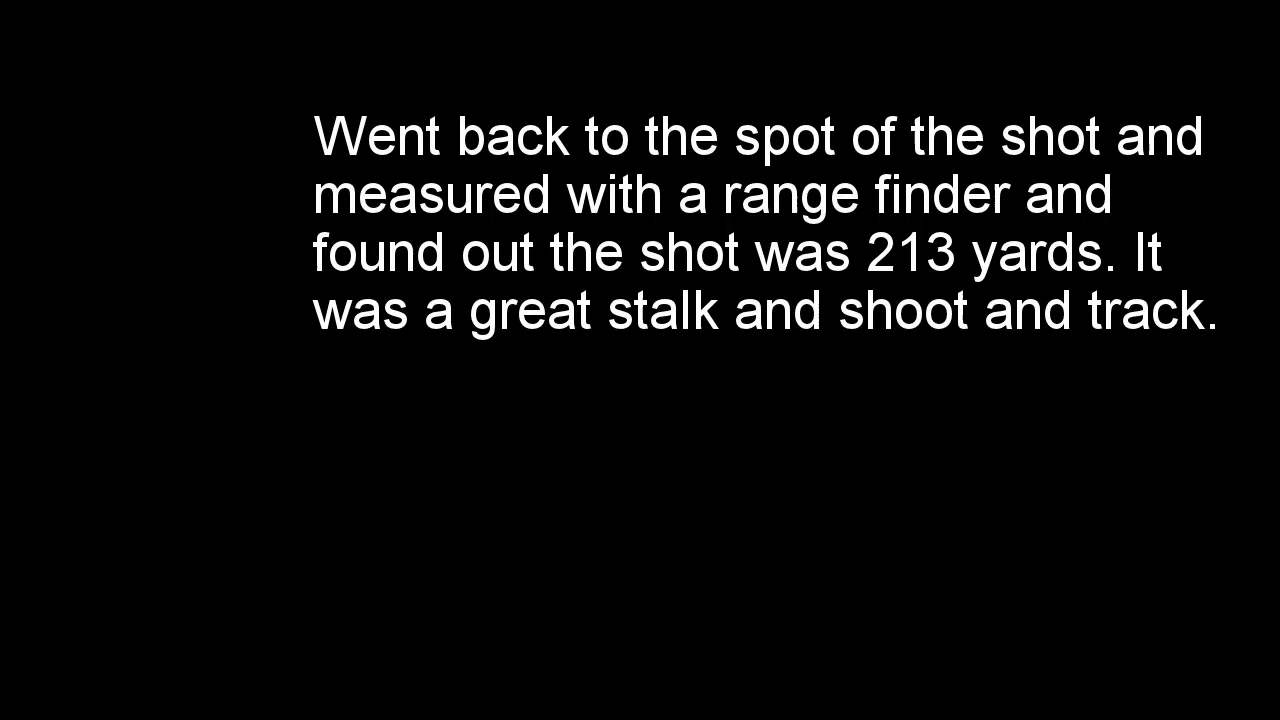 Went back to the spot of the shot and
measured with a range finder and
found out the shot was 213 yards. It
was a great stalk and shoot and track.